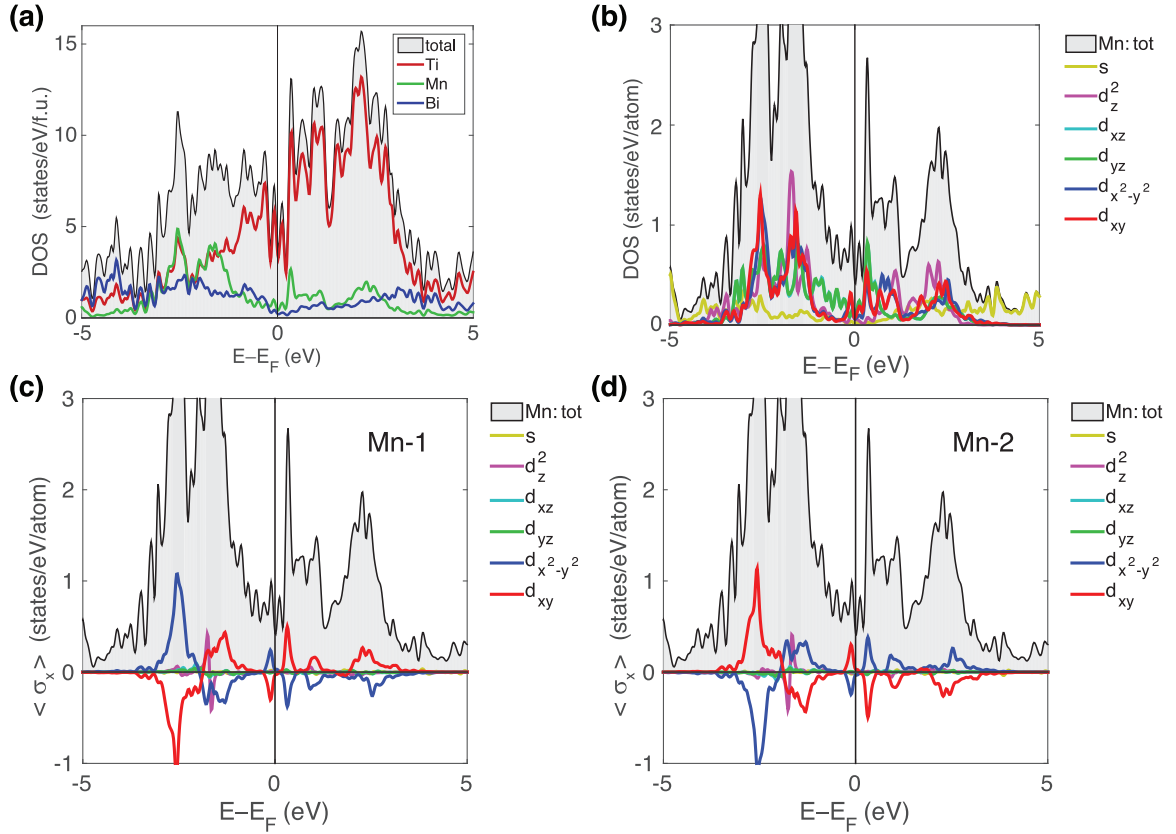 (a)
15
10
5
0
DOS (states/eV/f.u.)
total
Ti
Mn
Bi
-5
0
5
E−E_F (eV)
(b)
3
2
1
0
DOS (states/eV/atom)
Mn: tot
s
d_z^2
d_xz
d_yz
d_x^2-y^2
d_xy
-5
0
5
E−E_F (eV)
(c)
3
2
1
0
-1
< σ_x > (states/eV/atom)
Mn-1
Mn: tot
s
d_z^2
d_xz
d_yz
d_x^2-y^2
d_xy
-5
0
5
E−E_F (eV)
(d)
3
2
1
0
-1
< σ_x > (states/eV/atom)
Mn-2
Mn: tot
s
d_z^2
d_xz
d_yz
d_x^2-y^2
d_xy
-5
0
5
E−E_F (eV)